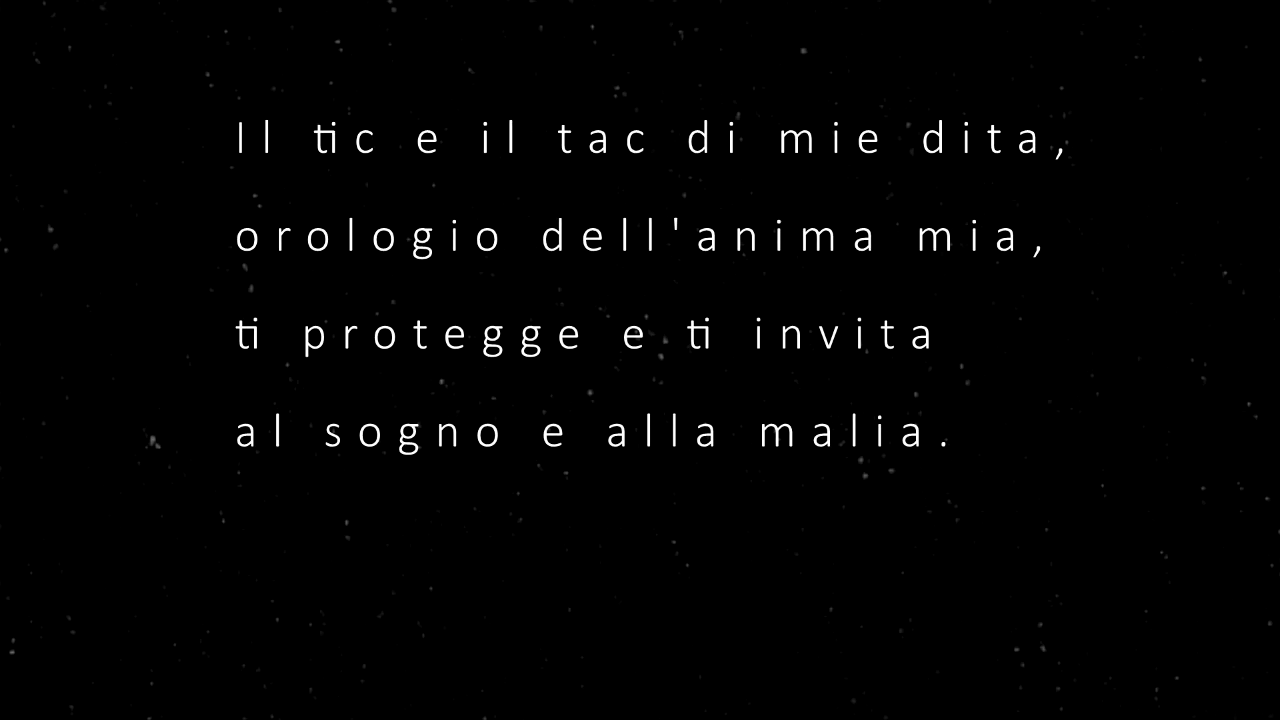 Il tic e il tac di mie dita,
orologio dell'anima mia,
ti protegge e ti invita
al sogno e alla malia.